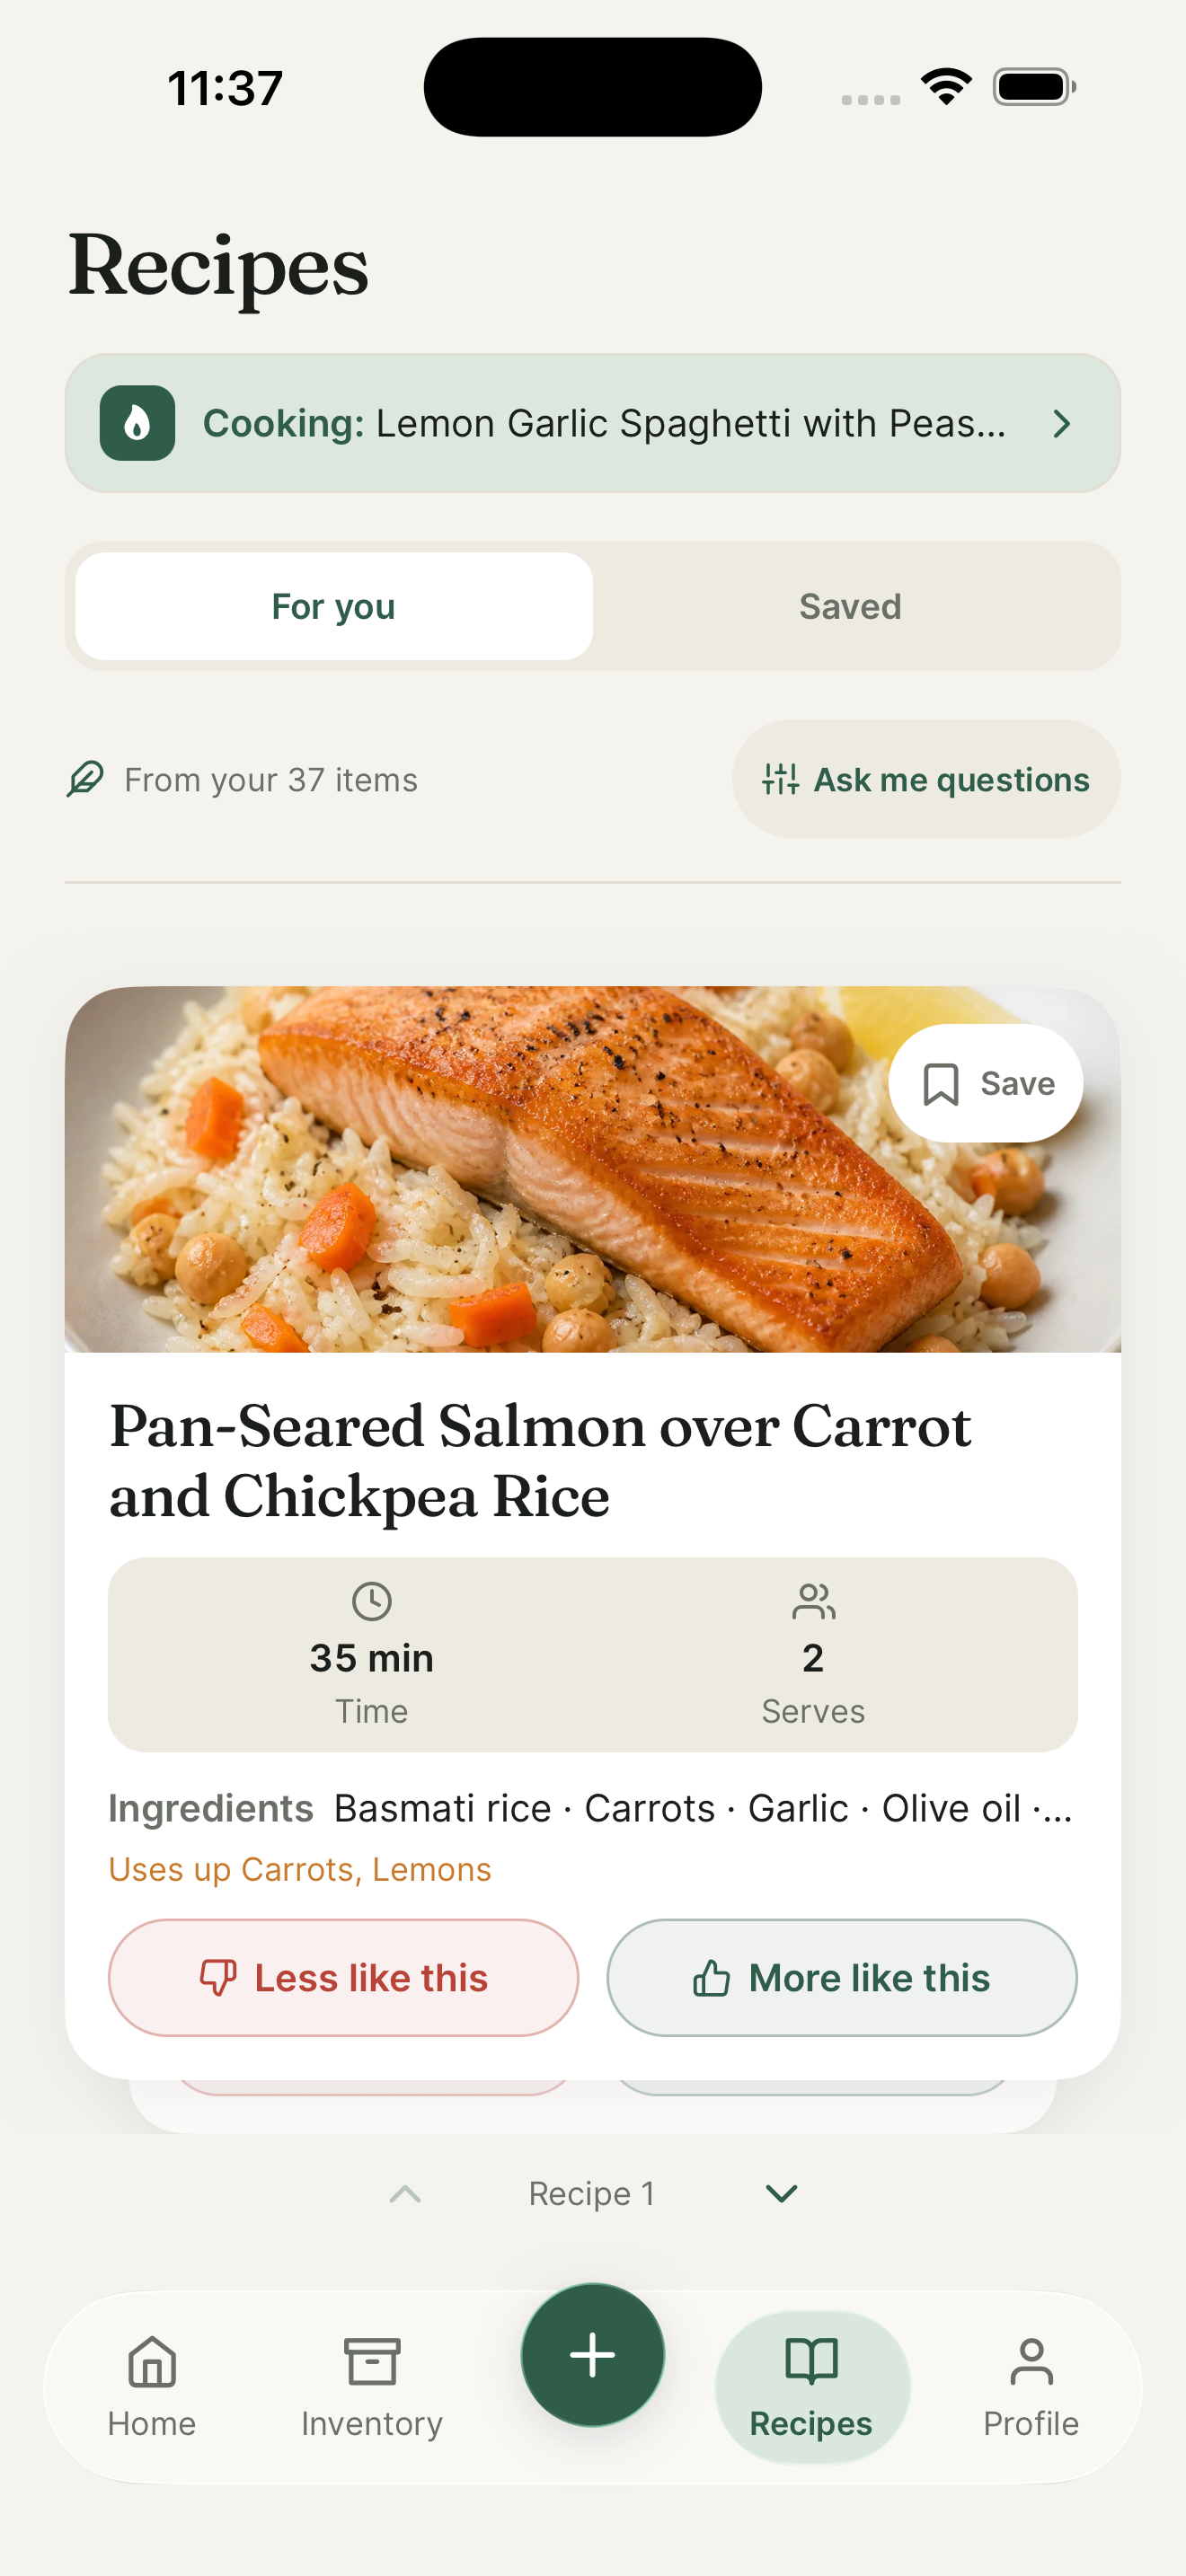 11:37
Recipes
Cooking: Lemon Garlic Spaghetti with Peas...
For you
Saved
From your 37 items
Ask me questions
Save
Pan-Seared Salmon over Carrot
and Chickpea Rice
35 min
2
Time
Serves
Ingredients Basmati rice · Carrots · Garlic · Olive oil ·...
Uses up Carrots, Lemons
Less like this
More like this
Recipe 1
Home
Inventory
Recipes
Profile